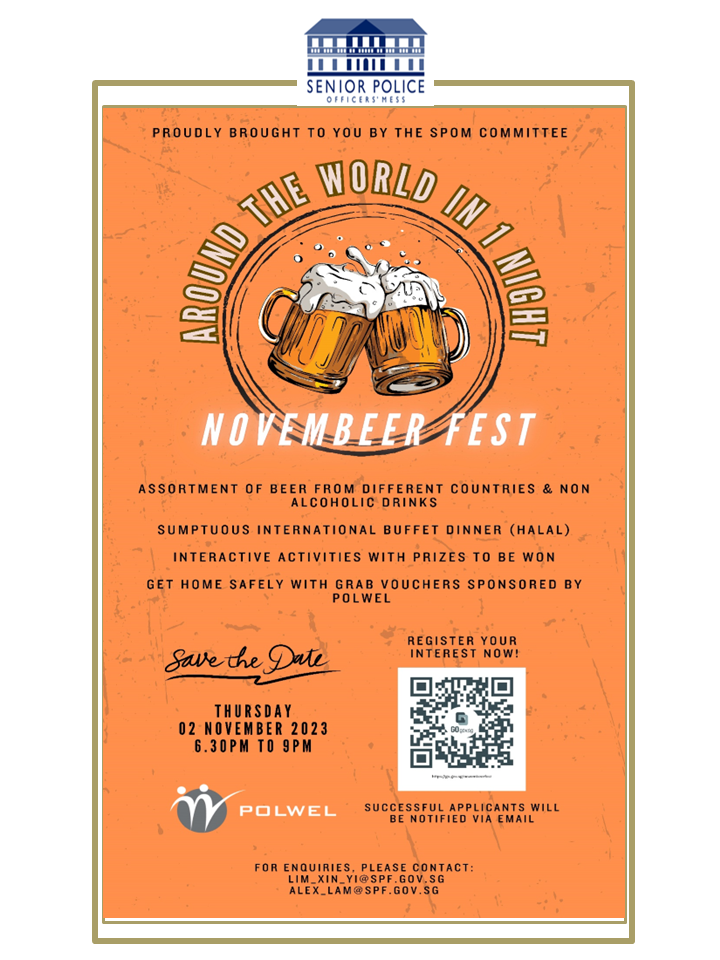 SENIOR POLICE
OFFICERS' MESS
PROUDLY BROUGHT TO YOU BY THE SPOM COMMITTEE
AROUND THE WORLD IN 1 NIGHT
NOVEMBEER FEST
ASSORTMENT OF BEER FROM DIFFERENT COUNTRIES & NON
ALCOHOLIC DRINKS
SUMPTUOUS INTERNATIONAL BUFFET DINNER (HALAL)
INTERACTIVE ACTIVITIES WITH PRIZES TO BE WON
GET HOME SAFELY WITH GRAB VOUCHERS SPONSORED BY
POLWEL
Save the Date
THURSDAY
02 NOVEMBER 2023
6.30PM TO 9PM
REGISTER YOUR
INTEREST NOW!
GOgovsg
POLWEL
SUCCESSFUL APPLICANTS WILL
BE NOTIFIED VIA EMAIL
FOR ENQUIRIES, PLEASE CONTACT:
LIM_XIN_YI@SPF.GOV.SG
ALEX_LAM@SPF.GOV.SG